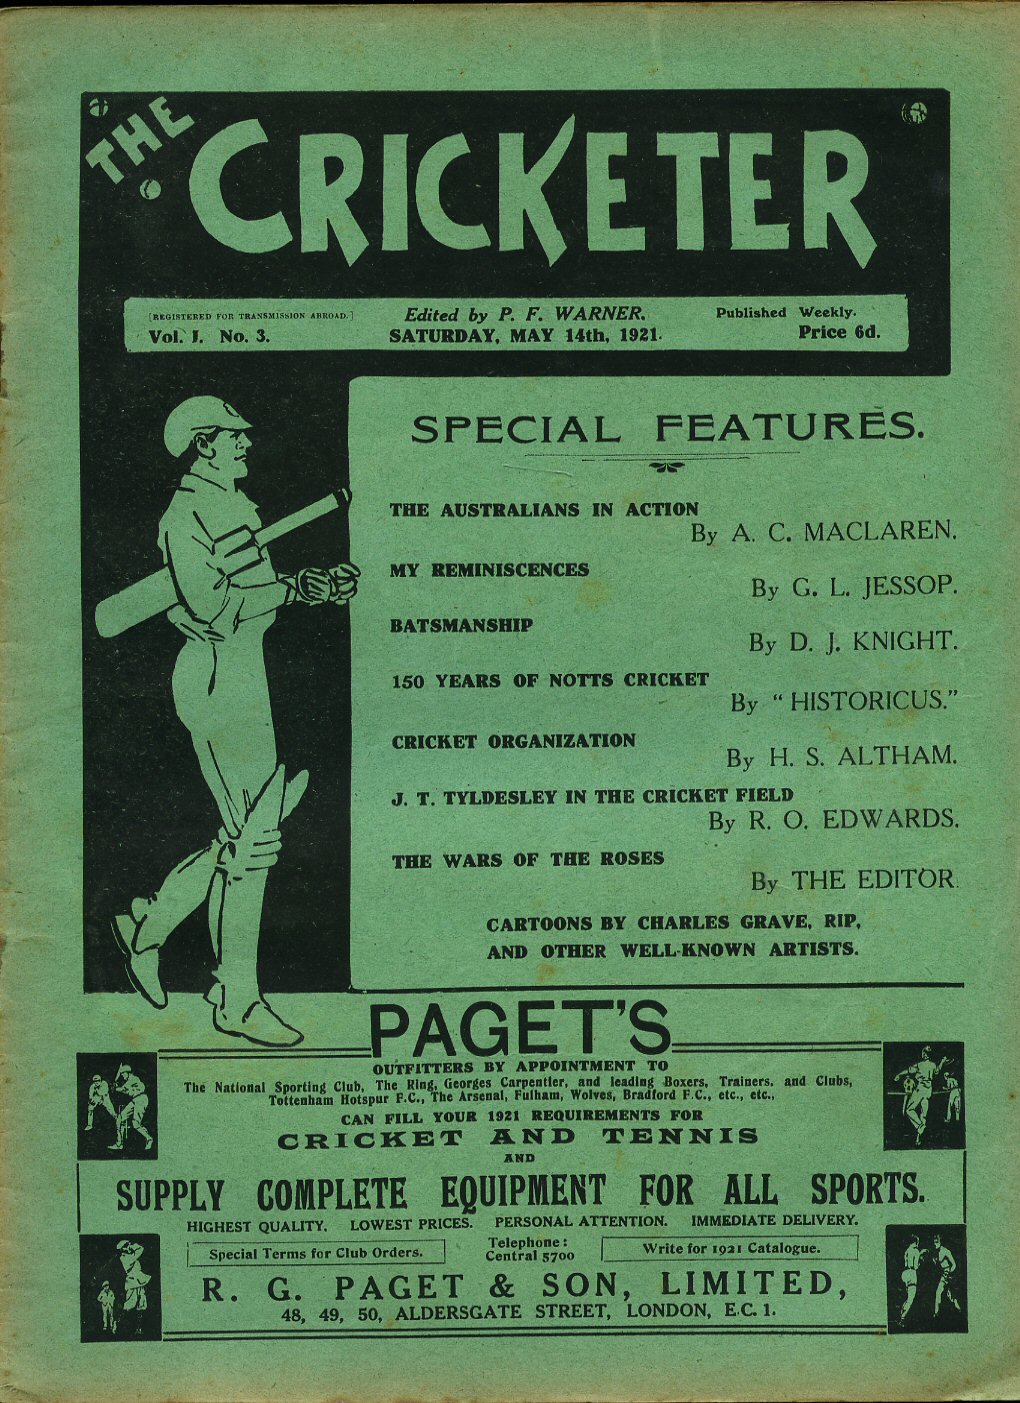 THE
CRICKETER
[REGISTERED FOR TRANSMISSION ABROAD.]
Vol. I. No. 3.
Edited by P. F. WARNER.
SATURDAY, MAY 14th, 1921.
Published Weekly.
Price 6d.
SPECIAL FEATURES.
THE AUSTRALIANS IN ACTION
By A. C. MACLAREN.
MY REMINISCENCES
By G. L. JESSOP.
BATSMANSHIP
By D. J. KNIGHT.
150 YEARS OF NOTTS CRICKET
By "HISTORICUS."
CRICKET ORGANIZATION
By H. S. ALTHAM.
J. T. TYLDESLEY IN THE CRICKET FIELD
By R. O. EDWARDS.
THE WARS OF THE ROSES
By THE EDITOR.
CARTOONS BY CHARLES GRAVE, RIP,
AND OTHER WELL-KNOWN ARTISTS.
PAGET'S
OUTFITTERS BY APPOINTMENT TO
The National Sporting Club, The Ring, Georges Carpentier, and leading Boxers, Trainers, and Clubs,
Tottenham Hotspur F.C., The Arsenal, Fulham, Wolves, Bradford F.C., etc., etc.,
CAN FILL YOUR 1921 REQUIREMENTS FOR
CRICKET AND TENNIS
AND
SUPPLY COMPLETE EQUIPMENT FOR ALL SPORTS.
HIGHEST QUALITY. LOWEST PRICES. PERSONAL ATTENTION. IMMEDIATE DELIVERY.
Special Terms for Club Orders.
Telephone:
Central 5700
Write for 1921 Catalogue.
R. G. PAGET & SON, LIMITED,
48, 49, 50, ALDERSGATE STREET, LONDON, E.C. 1.